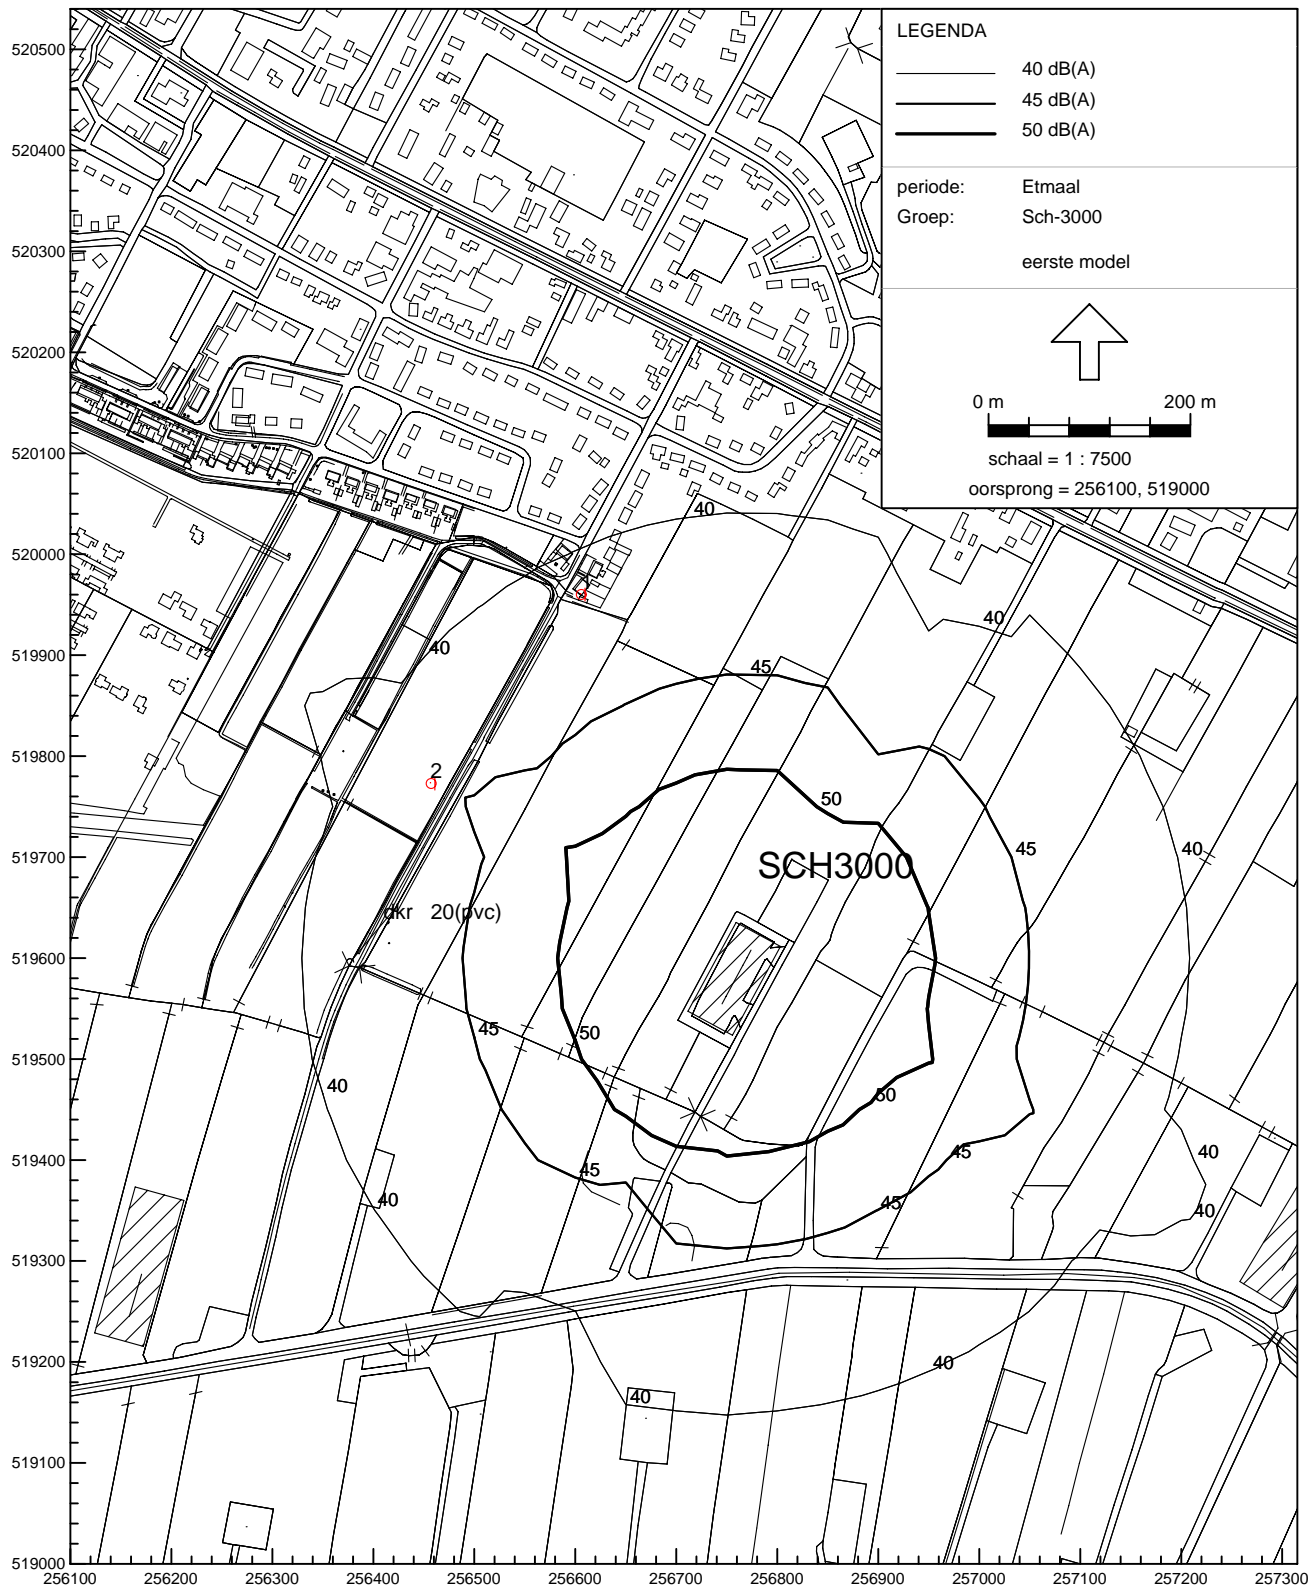 LEGENDA
40 dB(A)
45 dB(A)
50 dB(A)
periode: Etmaal
Groep: Sch-3000
eerste model
0 m 200 m
schaal = 1 : 7500
oorsprong = 256100, 519000
520500
520400
520300
520200
520100
520000
519900
519800
519700
519600
519500
519400
519300
519200
519100
519000
40
40
40
45
2
50
SCH3000
45
40
dkr 20(pvc)
45
50
40
50
45
40
45
40
45
40
40
40
256100 256200 256300 256400 256500 256600 256700 256800 256900 257000 257100 257200 257300